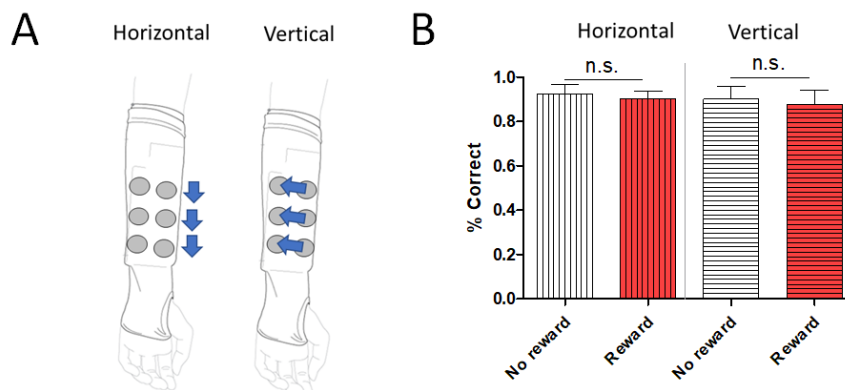 A
Horizontal
Vertical
B
Horizontal
Vertical
n.s.
n.s.
% Correct
1.0
0.8
0.6
0.4
0.2
0.0
No reward
Reward
No reward
Reward